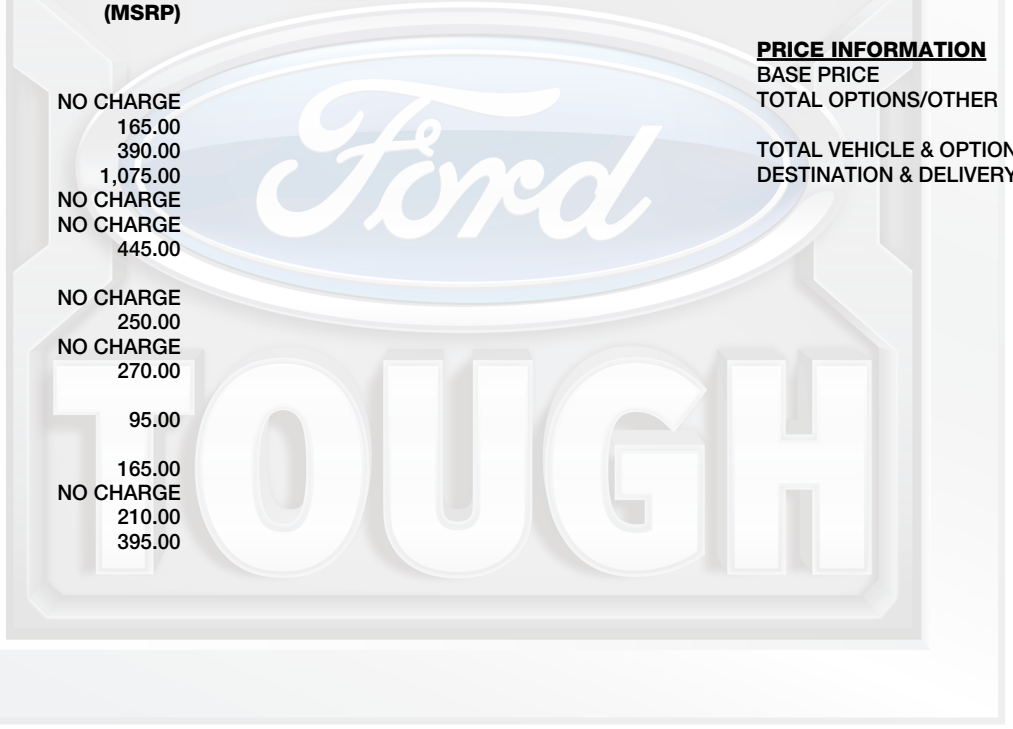 (MSRP)
NO CHARGE
165.00
390.00
1,075.00
NO CHARGE
NO CHARGE
445.00
NO CHARGE
250.00
NO CHARGE
270.00
95.00
165.00
NO CHARGE
210.00
395.00
PRICE INFORMATION
BASE PRICE
TOTAL OPTIONS/OTHER
TOTAL VEHICLE & OPTION
DESTINATION & DELIVERY
Ford
TOUGH